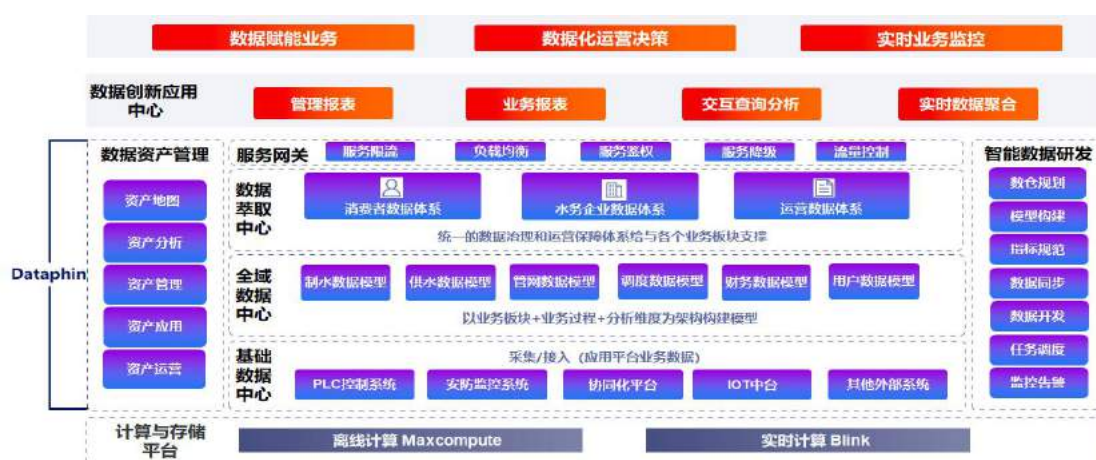 数据赋能业务
数据化运营决策
实时业务监控
数据创新应用
中心
管理报表
业务报表
交互查询分析
实时数据聚合
Dataphin
数据资产管理
资产地图
资产分析
资产管理
资产应用
资产运营
服务网关
服务限流
负载均衡
服务鉴权
服务降级
流量控制
数据
萃取
中心
消费者数据体系
水务企业数据体系
运营数据体系
统一的数据治理和运营保障体系给与各个业务板块支撑
全域
数据
中心
制水数据模型
供水数据模型
管网数据模型
调度数据模型
财务数据模型
用户数据模型
以业务板块+业务过程+分析维度为架构构建模型
基础
数据
中心
采集/接入（应用平台业务数据）
PLC控制系统
安防监控系统
协同化平台
IOT中台
其他外部系统
智能数据研发
数仓规划
模型构建
指标规范
数据同步
数据开发
任务调度
监控告警
计算与存储
平台
离线计算 Maxcompute
实时计算 Blink